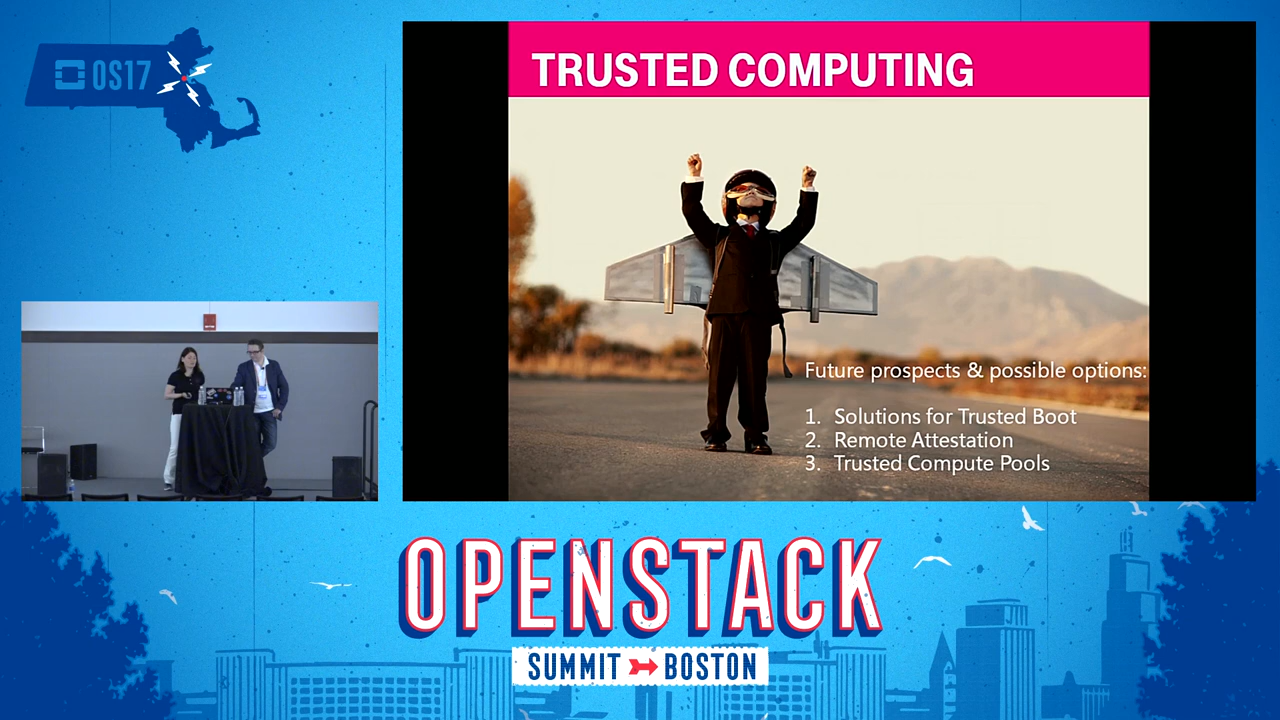 OS17
TRUSTED COMPUTING
Future prospects & possible options:
1. Solutions for Trusted Boot
2. Remote Attestation
3. Trusted Compute Pools
OPENSTACK
SUMMIT BOSTON